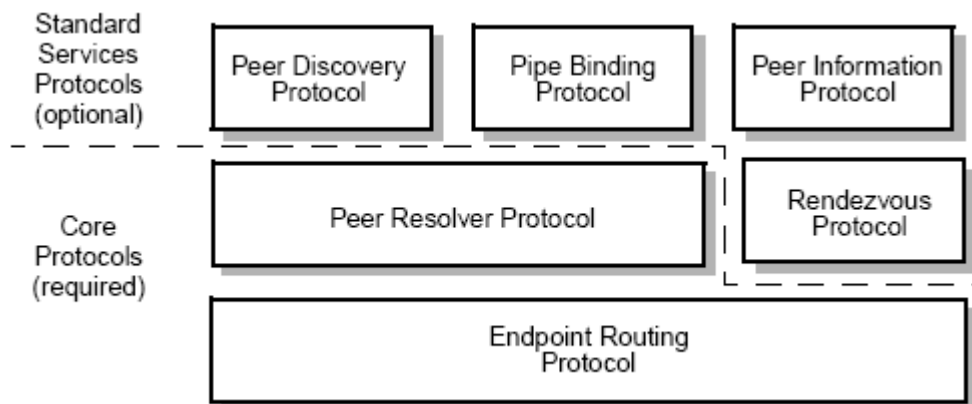 Standard
Services
Protocols
(optional)
Peer Discovery
Protocol
Pipe Binding
Protocol
Peer Information
Protocol
Core
Protocols
(required)
Peer Resolver Protocol
Rendezvous
Protocol
Endpoint Routing
Protocol